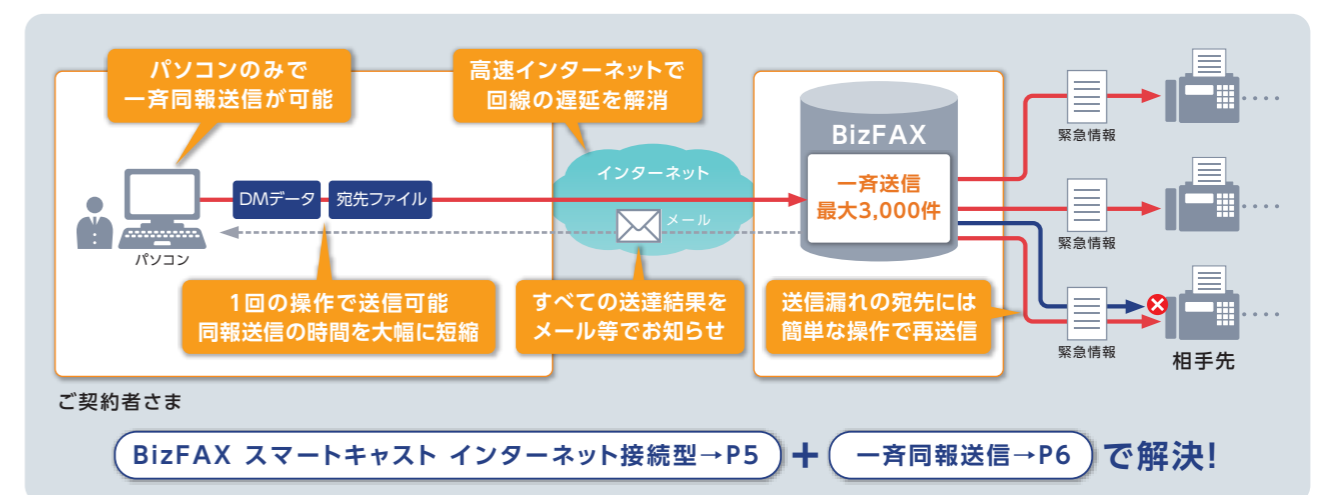 パソコンのみで
一斉同報送信が可能
高速インターネットで
回線の遅延を解消
BizFAX
一斉送信
最大3,000件
インターネット
メール
DMデータ
宛先ファイル
パソコン
1回の操作で送信可能
同報送信の時間を大幅に短縮
すべての送達結果を
メール等でお知らせ
送信漏れの宛先には
簡単な操作で再送信
緊急情報
緊急情報
緊急情報
相手先
ご契約者さま
BizFAX スマートキャスト インターネット接続型→P5 + 一斉同報送信→P6 で解決!